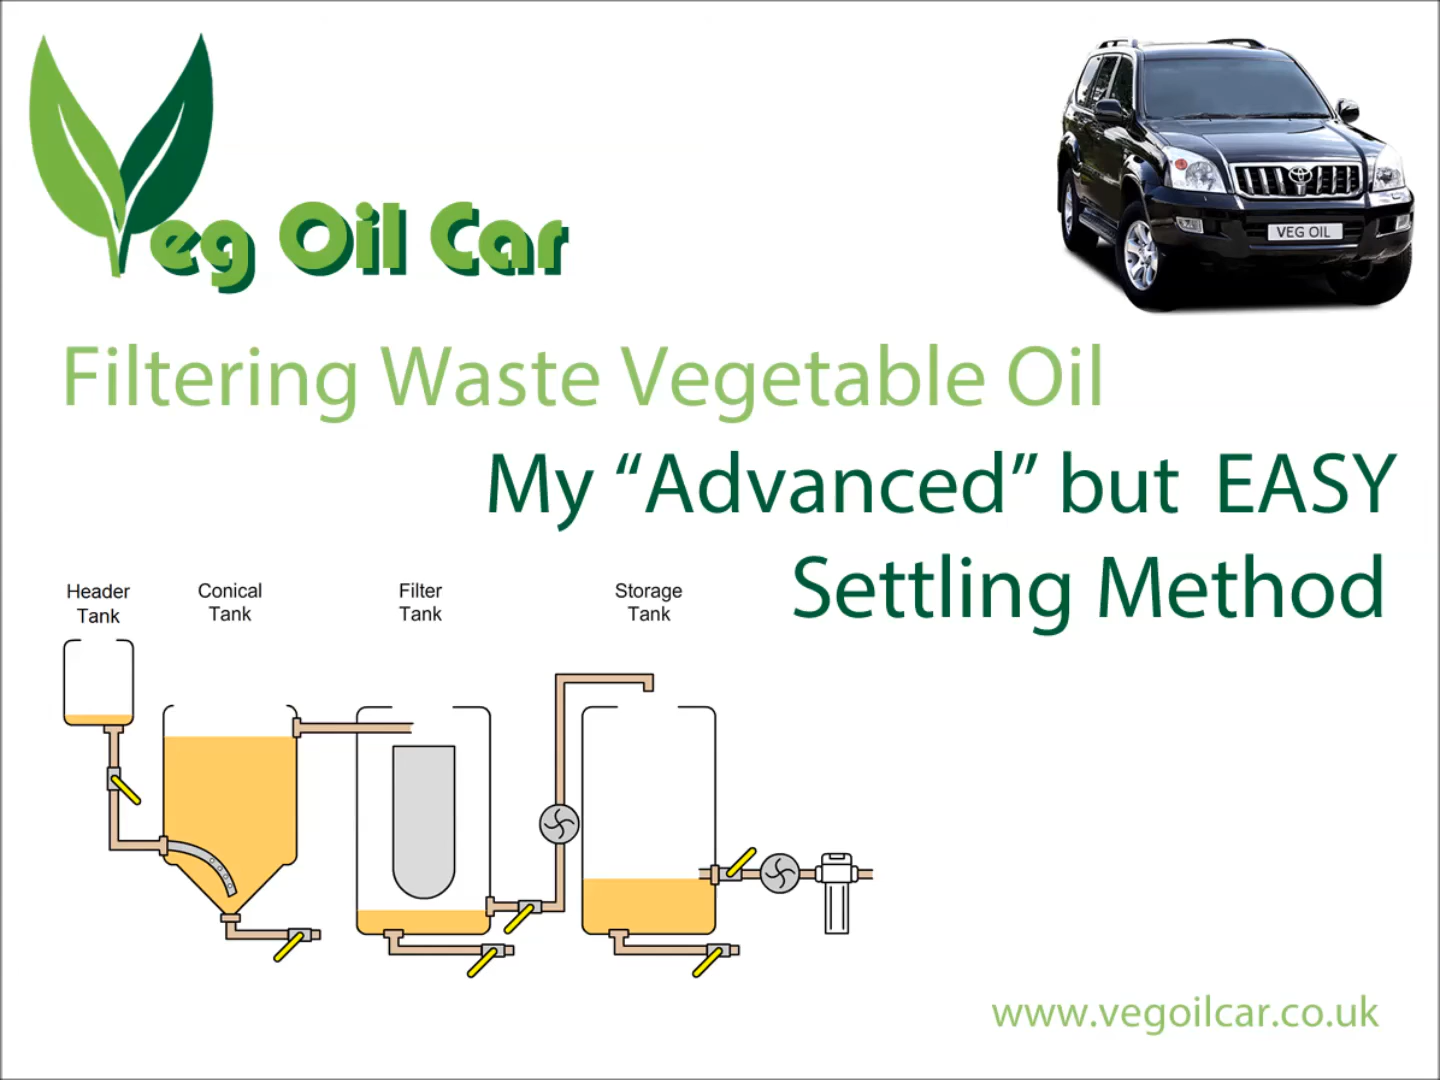 Veg Oil Car
VEG OIL
Filtering Waste Vegetable Oil
My “Advanced” but EASY
Settling Method
Header
Tank
Conical
Tank
Filter
Tank
Storage
Tank
www.vegoilcar.co.uk